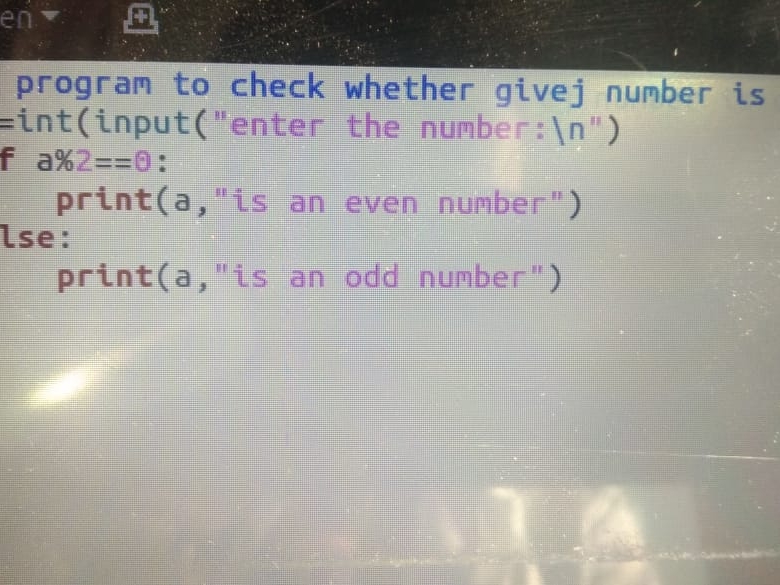 en
program to check whether givej number is
=int(input("enter the number:\n")
f a%2==0:
print(a,"is an even number")
lse:
print(a,"is an odd number")